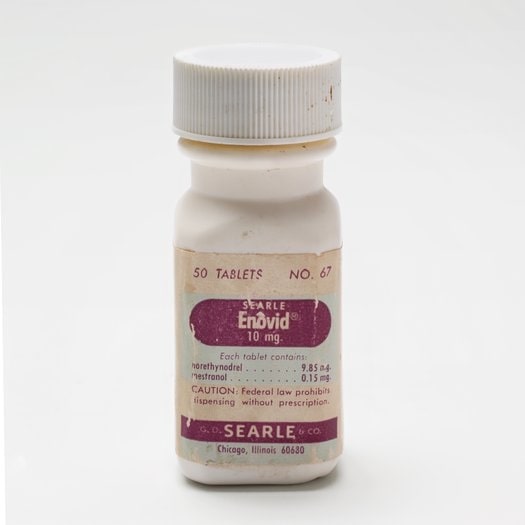 50 TABLETS NO. 67
SEARLE
Enovid®
10 mg.
Each tablet contains:
norethynodrel . . . . . . . 9.85 mg.
mestranol . . . . . . . . . . 0.15 mg.
CAUTION: Federal law prohibits
dispensing without prescription.
G. D. SEARLE & CO.
Chicago, Illinois 60680